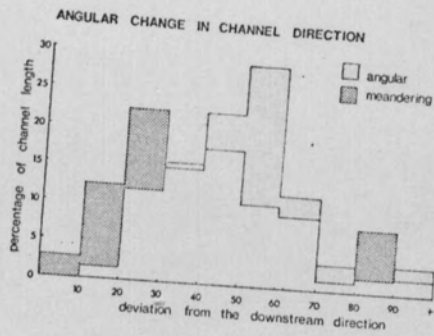 ANGULAR CHANGE IN CHANNEL DIRECTION
percentage of channel length
30
25
20
15
10
5
0
angular
meandering
10 20 30 40 50 60 70 80 90 +
deviation from the downstream direction